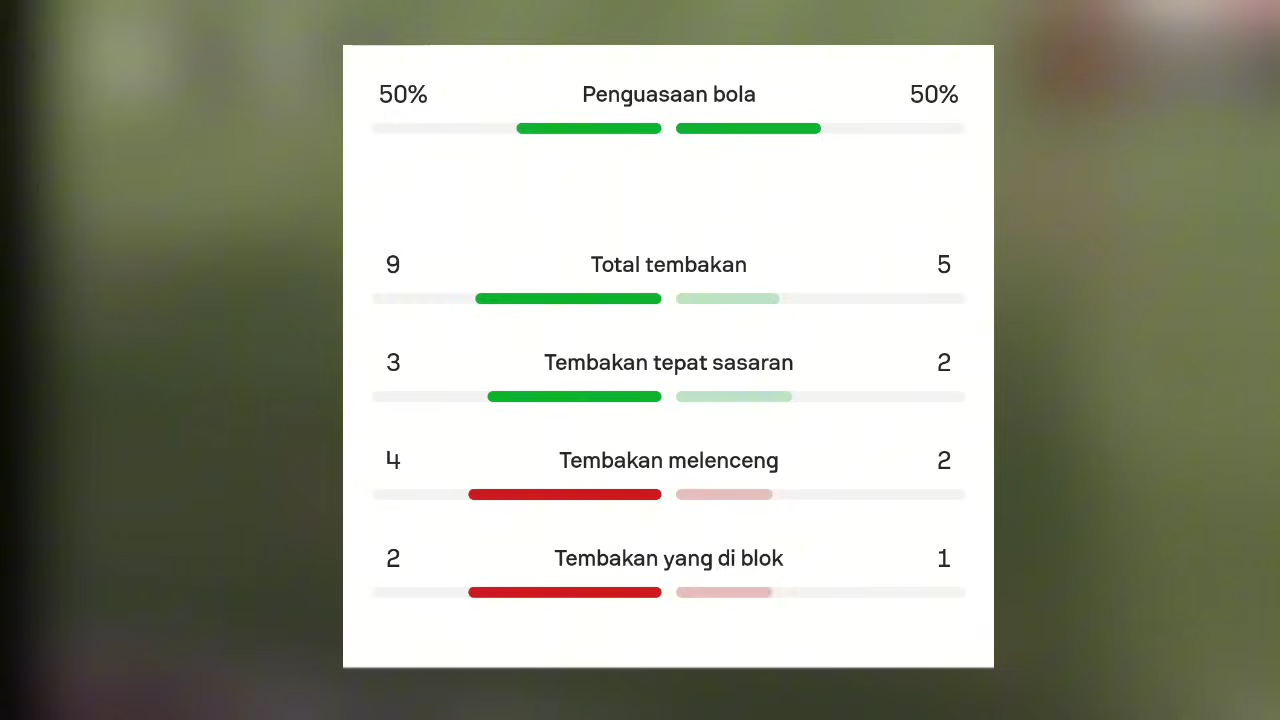 50% Penguasaan bola 50%
9 Total tembakan 5
3 Tembakan tepat sasaran 2
4 Tembakan melenceng 2
2 Tembakan yang di blok 1